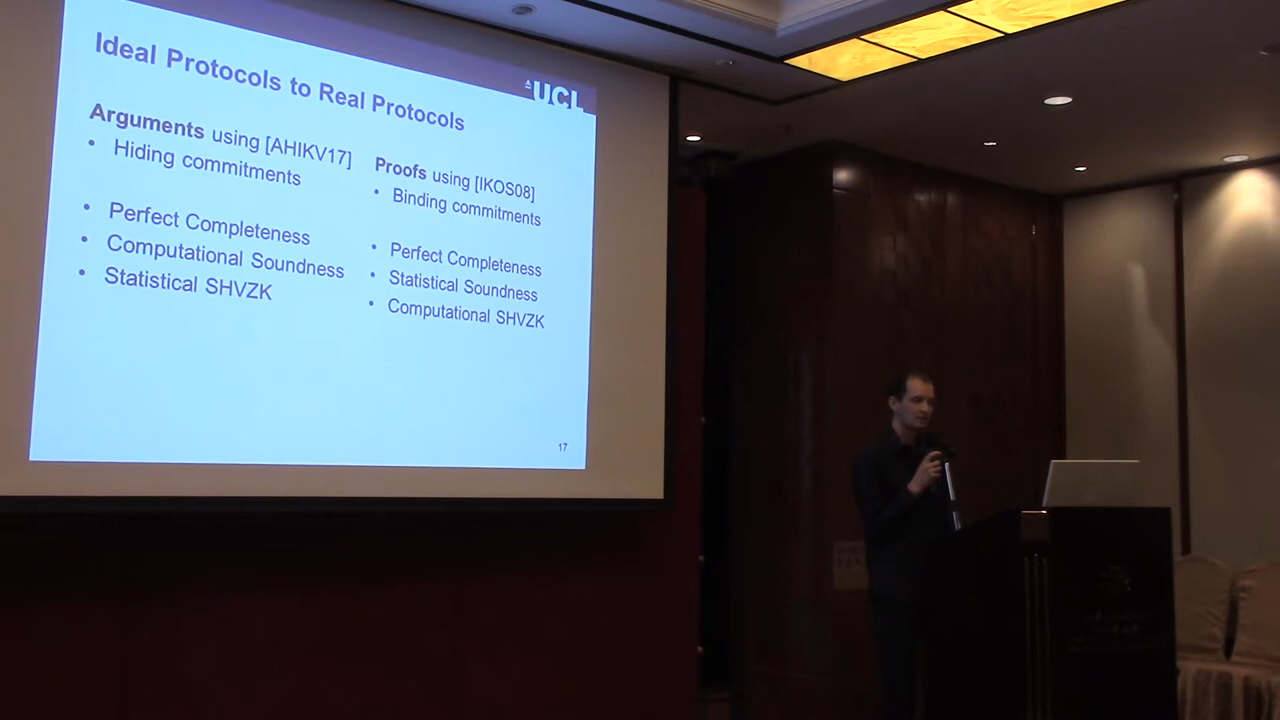 Ideal Protocols to Real Protocols
UCL
Arguments using [AHIKV17]
• Hiding commitments
• Perfect Completeness
• Computational Soundness
• Statistical SHVZK
Proofs using [IKOS08]
• Binding commitments
• Perfect Completeness
• Statistical Soundness
• Computational SHVZK
17